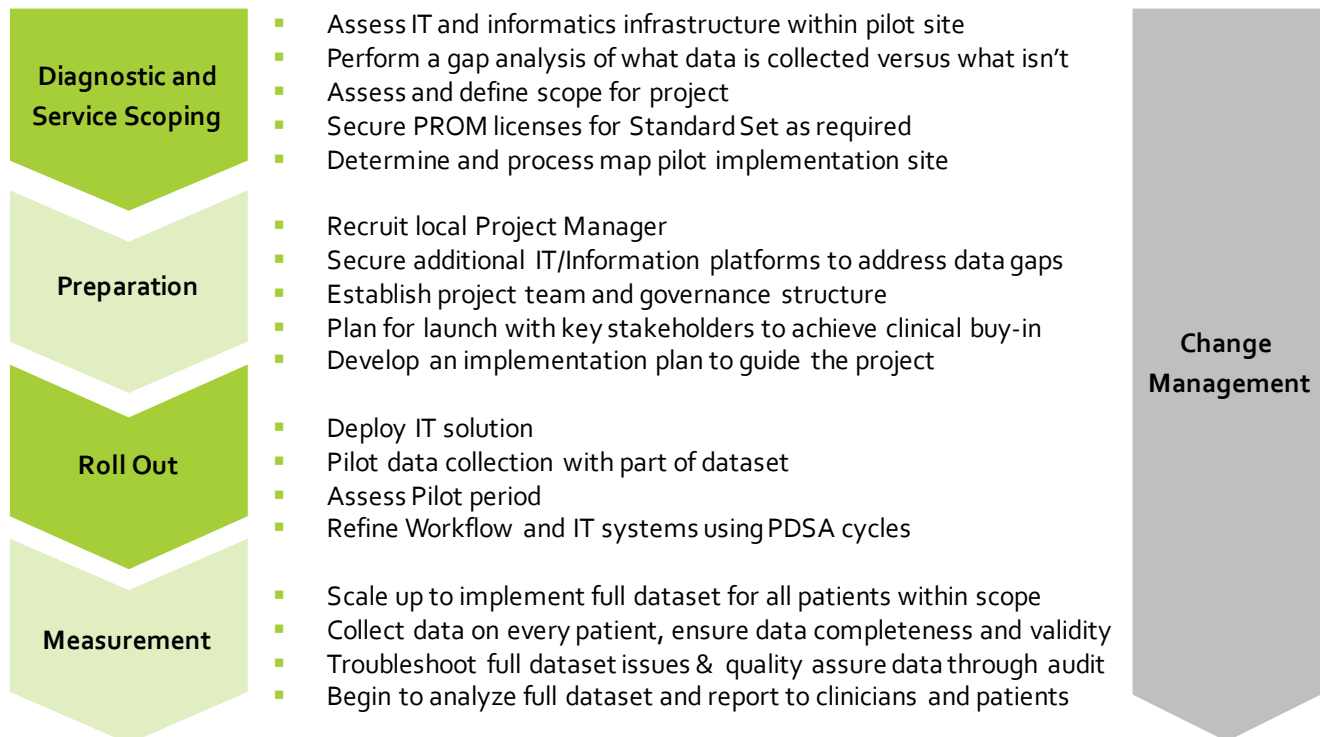 Diagnostic and
Service Scoping
Assess IT and informatics infrastructure within pilot site
Perform a gap analysis of what data is collected versus what isn’t
Assess and define scope for project
Secure PROM licenses for Standard Set as required
Determine and process map pilot implementation site
Preparation
Recruit local Project Manager
Secure additional IT/Information platforms to address data gaps
Establish project team and governance structure
Plan for launch with key stakeholders to achieve clinical buy-in
Develop an implementation plan to guide the project
Roll Out
Deploy IT solution
Pilot data collection with part of dataset
Assess Pilot period
Refine Workflow and IT systems using PDSA cycles
Measurement
Scale up to implement full dataset for all patients within scope
Collect data on every patient, ensure data completeness and validity
Troubleshoot full dataset issues & quality assure data through audit
Begin to analyze full dataset and report to clinicians and patients
Change
Management